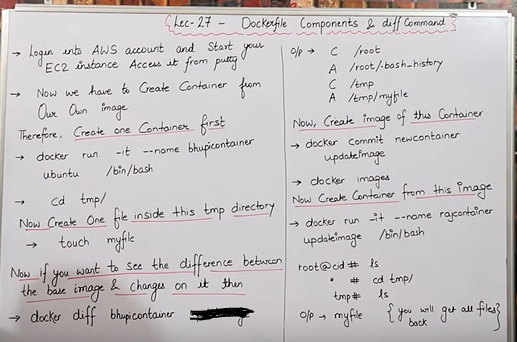 Lec-27 - Dockerfile Components & diff Command
→ Login into AWS account and Start your
EC2 instance Access it from putty
→ Now we have to Create Container from
Our Own image
Therefore, Create one Container first
→ docker run -it --name bhupicontainer
ubuntu /bin/bash
→ cd tmp/
Now Create One file inside this tmp directory
→ touch myfile
Now if you want to see the difference between
the base image & changes on it then
→ docker diff bhupicontainer
O/p → C /root
A /root/.bash_history
C /tmp
A /tmp/myfile
Now, Create image of this Container
→ docker commit newcontainer
updateimage
→ docker images
Now Create Container from this image
→ docker run -it --name rajcontainer
updateimage /bin/bash
root@cid # ls
" # cd tmp/
tmp# ls
O/p → myfile { you will get all files
back }